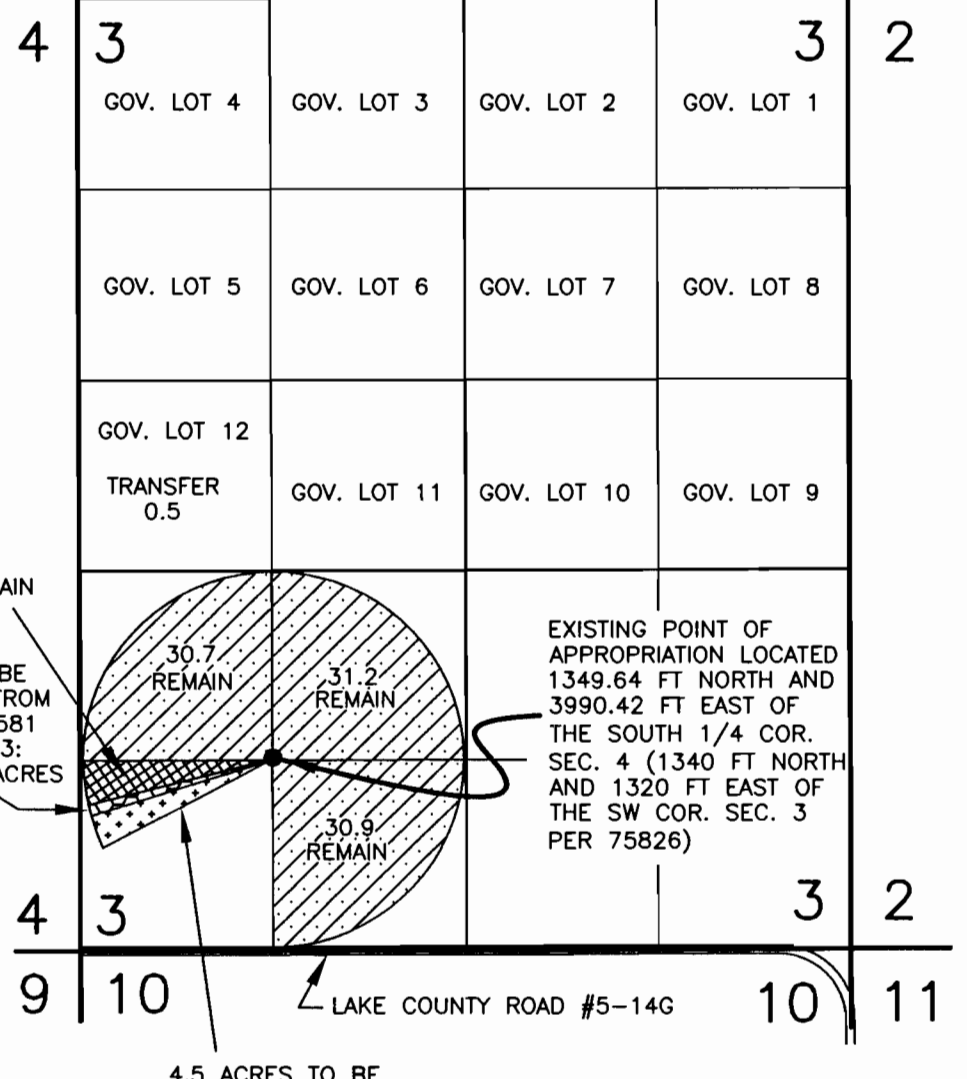 4 3 3 2
GOV. LOT 4 GOV. LOT 3 GOV. LOT 2 GOV. LOT 1
GOV. LOT 5 GOV. LOT 6 GOV. LOT 7 GOV. LOT 8
GOV. LOT 12
TRANSFER
0.5
GOV. LOT 11 GOV. LOT 10 GOV. LOT 9
AIN
BE
FROM
581
3:
ACRES
30.7
REMAIN
31.2
REMAIN
30.9
REMAIN
EXISTING POINT OF
APPROPRIATION LOCATED
1349.64 FT NORTH AND
3990.42 FT EAST OF
THE SOUTH 1/4 COR.
SEC. 4 (1340 FT NORTH
AND 1320 FT EAST OF
THE SW COR. SEC. 3
PER 75826)
4 3 3 2
9 10 10 11
LAKE COUNTY ROAD #5-14G
4.5 ACRES TO BE